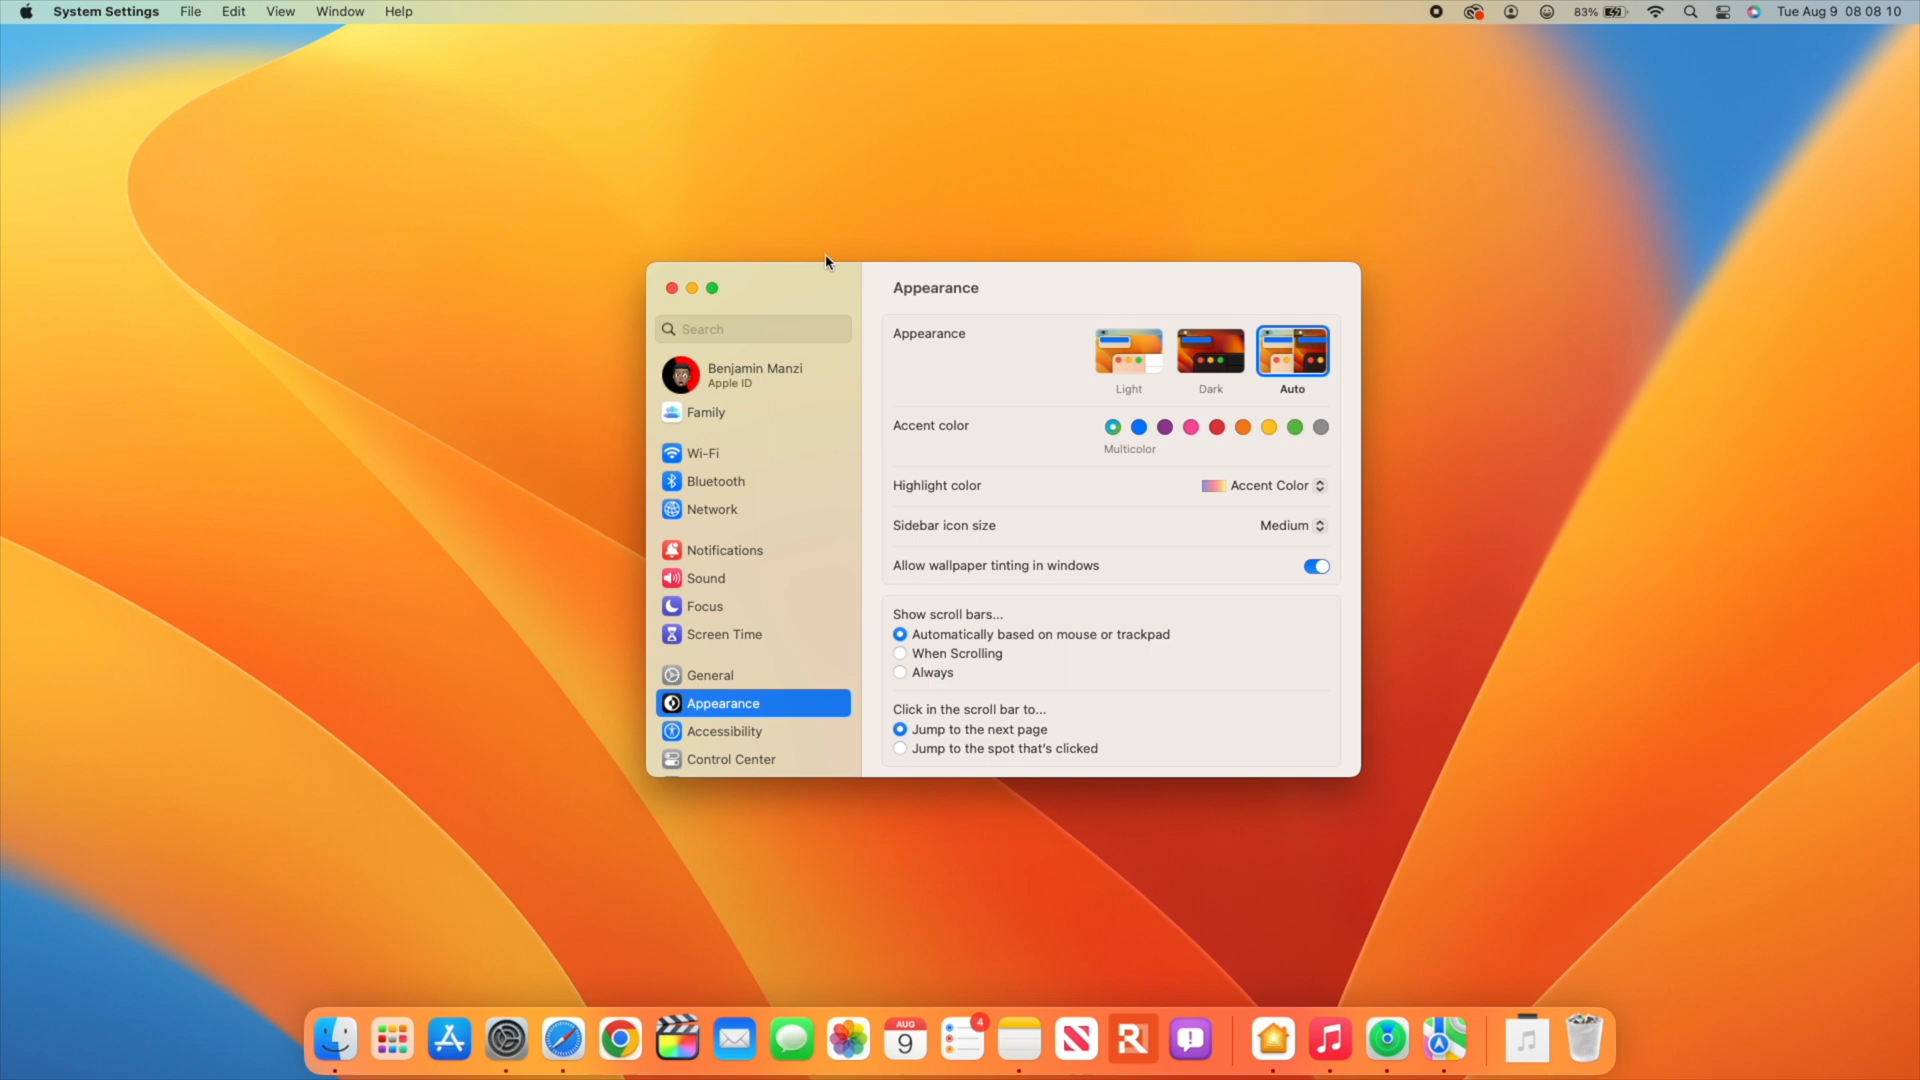 System Settings File Edit View Window Help 83% Tue Aug 9 08 08 10
Appearance
Search
Benjamin Manzi
Apple ID
Family
Wi-Fi
Bluetooth
Network
Notifications
Sound
Focus
Screen Time
General
Appearance
Accessibility
Control Center
Appearance
Light Dark Auto
Accent color
Multicolor
Highlight color Accent Color
Sidebar icon size Medium
Allow wallpaper tinting in windows
Show scroll bars...
Automatically based on mouse or trackpad
When Scrolling
Always
Click in the scroll bar to...
Jump to the next page
Jump to the spot that's clicked
AUG
9
4